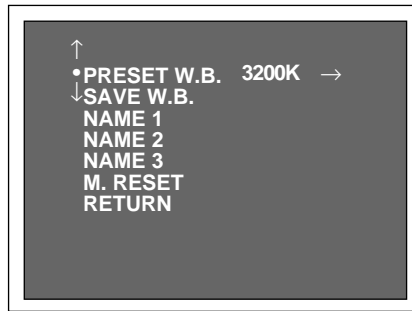 ↑
•PRESET W.B. 3200K →
↓SAVE W.B.
NAME 1
NAME 2
NAME 3
M. RESET
RETURN